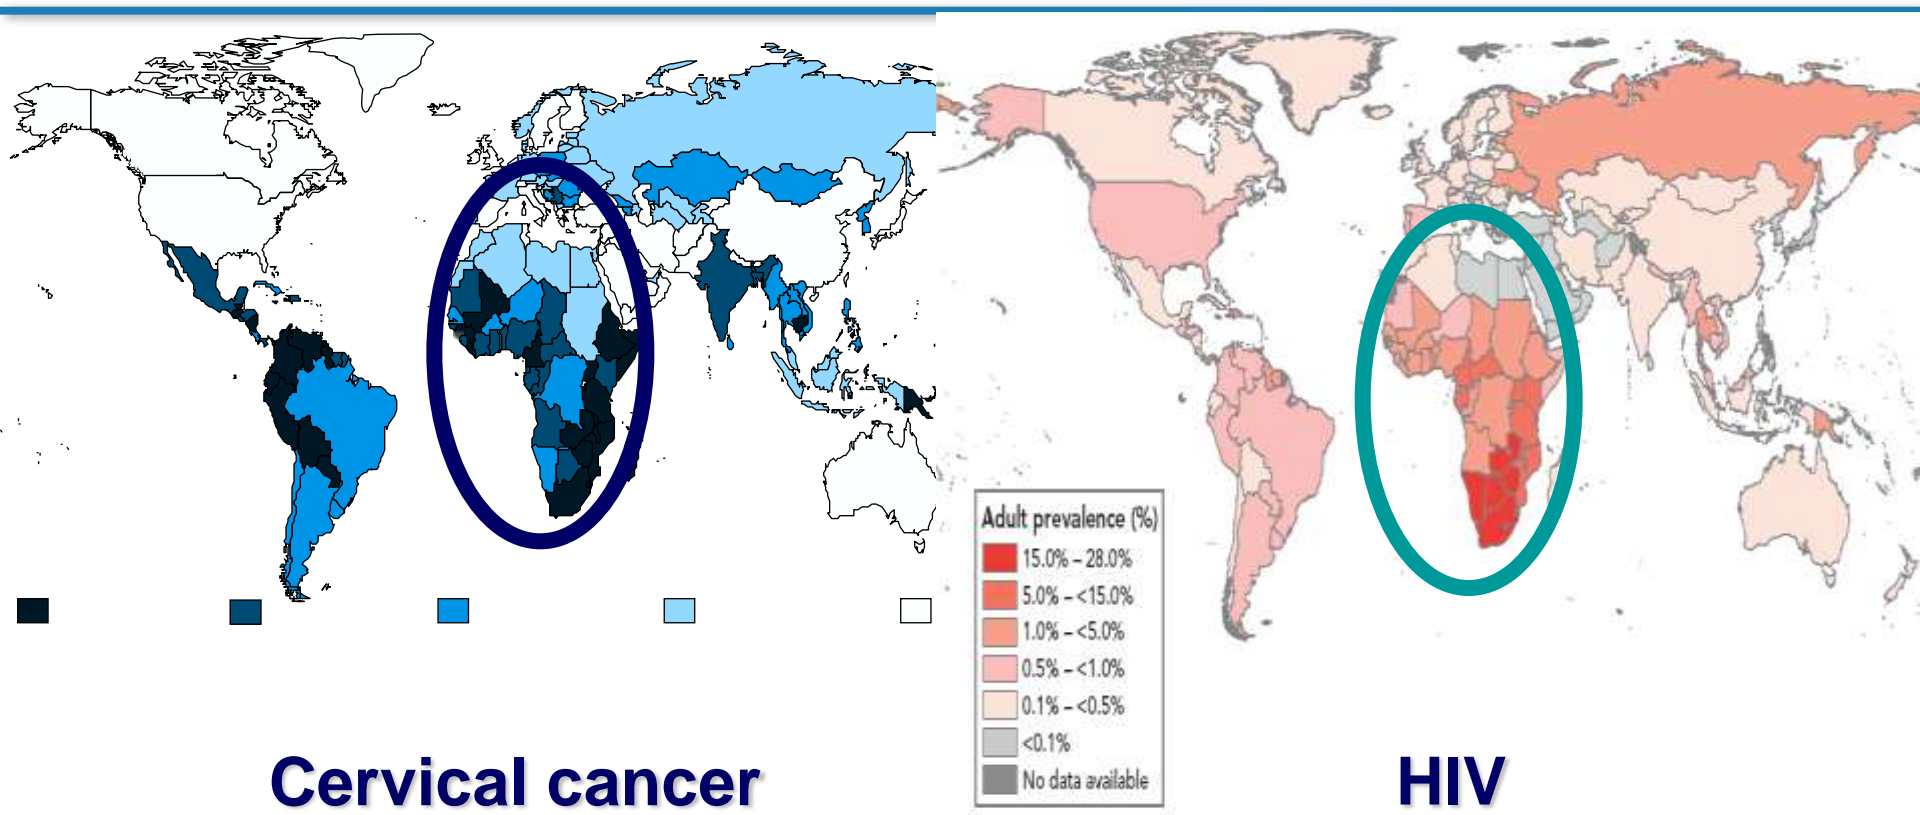 Adult prevalence (%)
15.0% – 28.0%
5.0% – <15.0%
1.0% – <5.0%
0.5% – <1.0%
0.1% – <0.5%
<0.1%
No data available
Cervical cancer
HIV